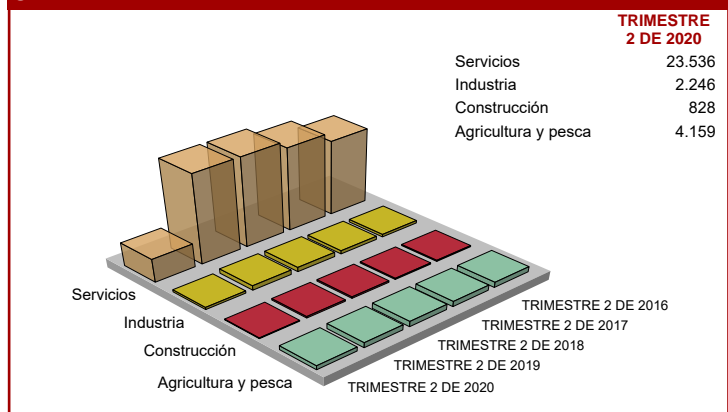 TRIMESTRE
2 DE 2020
Servicios 23.536
Industria 2.246
Construcción 828
Agricultura y pesca 4.159
Servicios
Industria
Construcción
Agricultura y pesca
TRIMESTRE 2 DE 2016
TRIMESTRE 2 DE 2017
TRIMESTRE 2 DE 2018
TRIMESTRE 2 DE 2019
TRIMESTRE 2 DE 2020